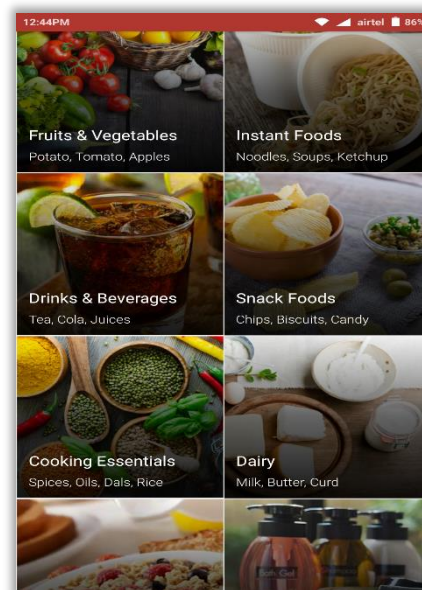 12:44PM airtel 86%
Fruits & Vegetables
Potato, Tomato, Apples
Instant Foods
Noodles, Soups, Ketchup
Drinks & Beverages
Tea, Cola, Juices
Snack Foods
Chips, Biscuits, Candy
Cooking Essentials
Spices, Oils, Dals, Rice
Dairy
Milk, Butter, Curd
Gel